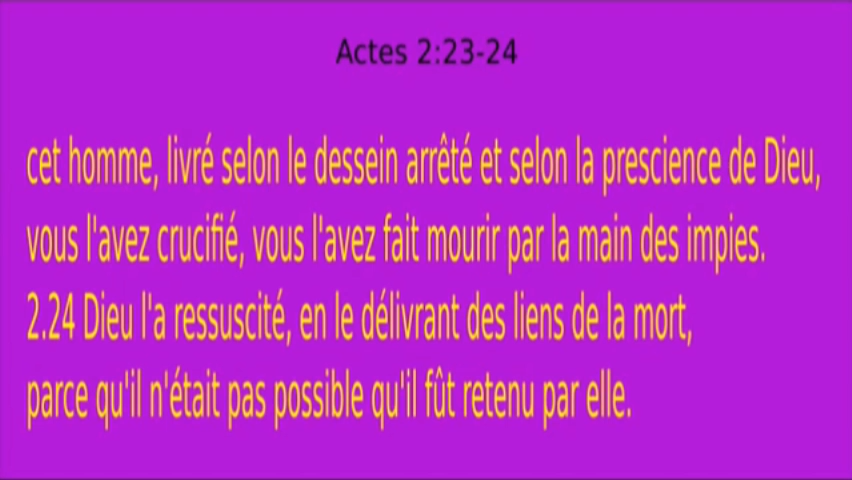 Actes 2:23-24
cet homme, livré selon le dessein arrêté et selon la prescience de Dieu,
vous l'avez crucifié, vous l'avez fait mourir par la main des impies.
2.24 Dieu l'a ressuscité, en le délivrant des liens de la mort,
parce qu'il n'était pas possible qu'il fût retenu par elle.